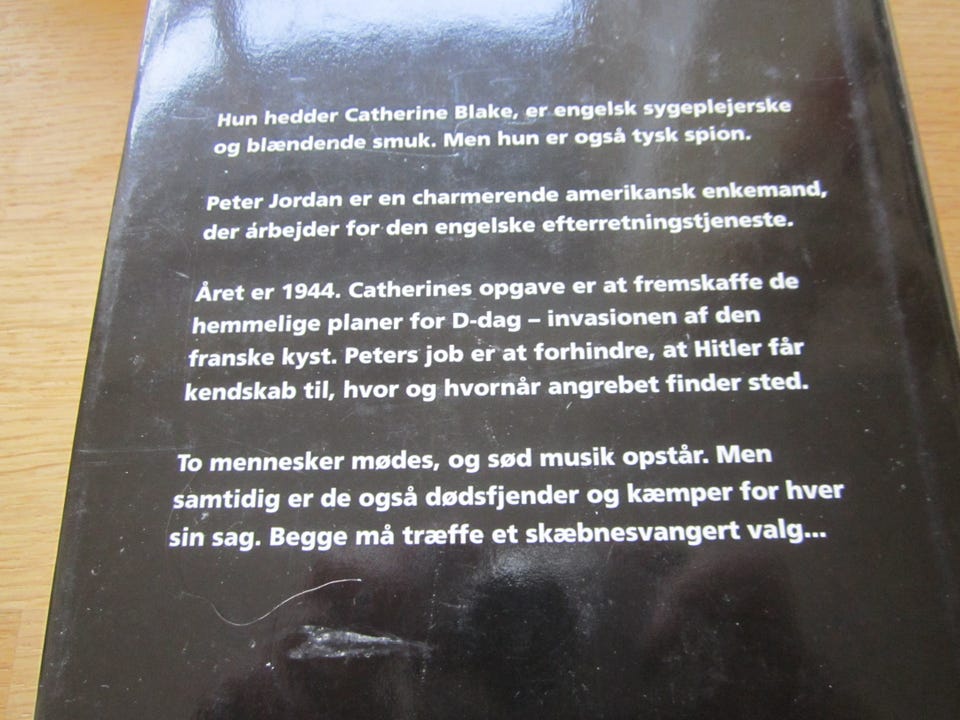 Hun hedder Catherine Blake, er engelsk sygeplejerske
og blændende smuk. Men hun er også tysk spion.
Peter Jordan er en charmerende amerikansk enkemand,
der arbejder for den engelske efterretningstjeneste.
Året er 1944. Catherines opgave er at fremskaffe de
hemmelige planer for D-dag – invasionen af den
franske kyst. Peters job er at forhindre, at Hitler får
kendskab til, hvor og hvornår angrebet finder sted.
To mennesker mødes, og sød musik opstår. Men
samtidig er de også dødsfjender og kæmper for hver
sin sag. Begge må træffe et skæbnesvangert valg...